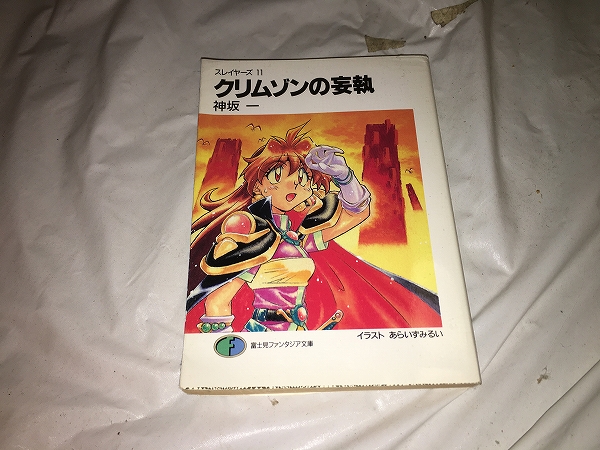 スレイヤーズ 11
クリムゾンの妄執
神坂 一
イラスト あらいずみるい
F 富士見ファンタジア文庫